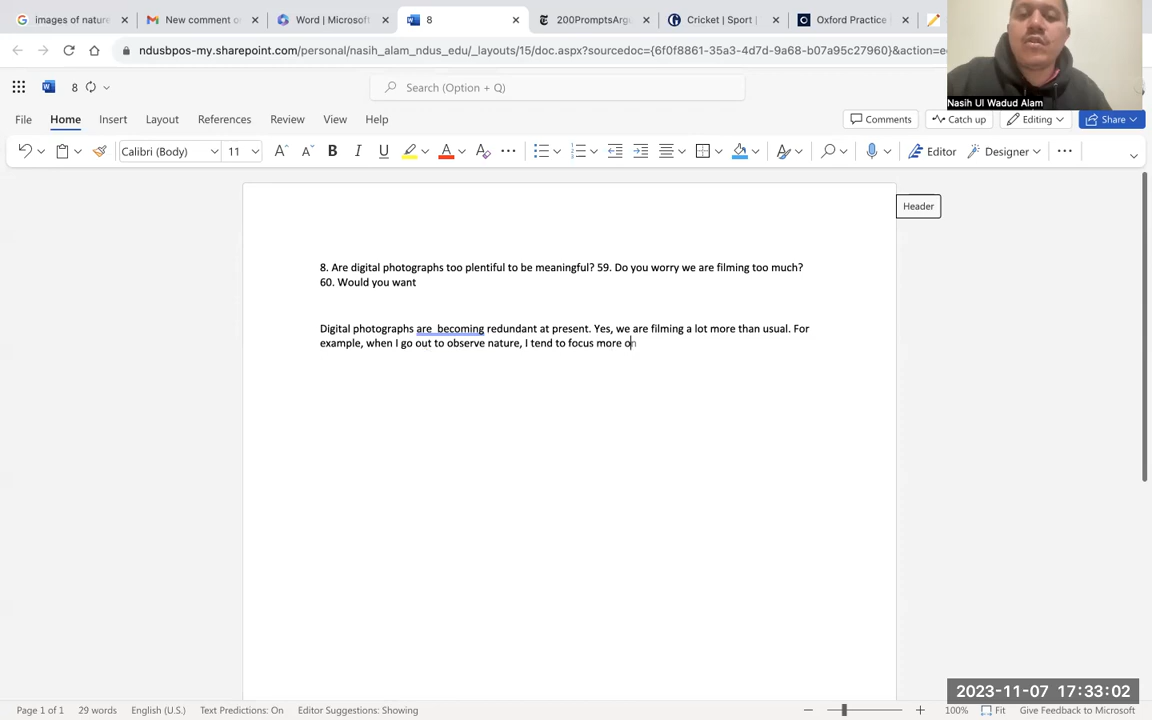 images of nature
New comment o
Word | Microsoft
8
200PromptsArgu
Cricket | Sport |
Oxford Practice
ndusbpos-my.sharepoint.com/personal/nasih_alam_ndus_edu/_layouts/15/doc.aspx?sourcedoc={6f0f8861-35a3-4d7d-9a68-b07a95c27960}&action=e
Nasih Ul Wadud Alam
8
Search (Option + Q)
File Home Insert Layout References Review View Help
Comments Catch up Editing Share
Calibri (Body) 11 B I U A Editor Designer
Header
8. Are digital photographs too plentiful to be meaningful? 59. Do you worry we are filming too much?
60. Would you want
Digital photographs are  becoming redundant at present. Yes, we are filming a lot more than usual. For
example, when I go out to observe nature, I tend to focus more on
2023-11-07 17:33:02
Page 1 of 1 29 words English (U.S.) Text Predictions: On Editor Suggestions: Showing 100% Fit Give Feedback to Microsoft